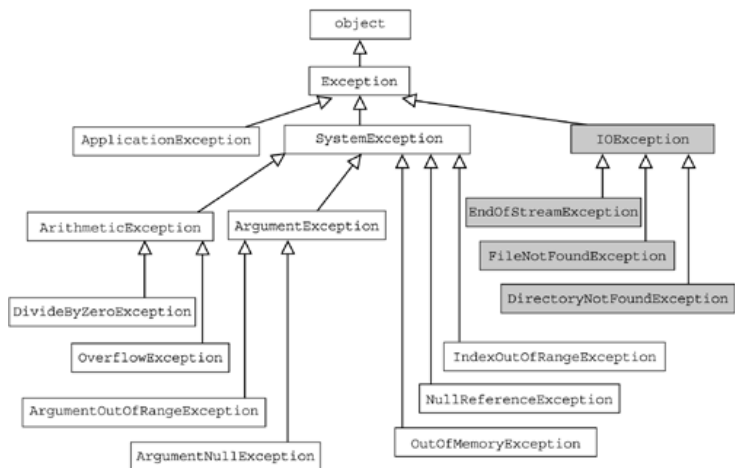 object
Exception
ApplicationException
SystemException
IOException
EndOfStreamException
ArithmeticException
ArgumentException
FileNotFoundException
DirectoryNotFoundException
DivideByZeroException
OverflowException
IndexOutOfRangeException
NullReferenceException
ArgumentOutOfRangeException
OutOfMemoryException
ArgumentNullException